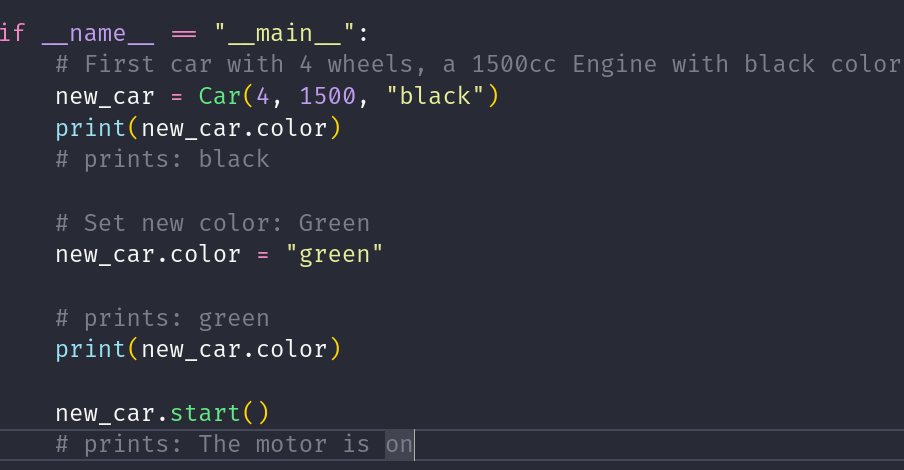 if __name__ == "__main__":
    # First car with 4 wheels, a 1500cc Engine with black color
    new_car = Car(4, 1500, "black")
    print(new_car.color)
    # prints: black

    # Set new color: Green
    new_car.color = "green"

    # prints: green
    print(new_car.color)

    new_car.start()
    # prints: The motor is on